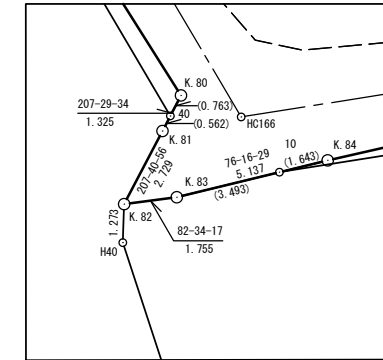 K.80
207-29-34
1.325
(0.763)
40
(0.562)
HC166
K.81
207-40-56
2.729
76-16-29
5.137
(3.493)
10
(1.643)
K.84
K.83
K.82
1.273
H40
82-34-17
1.755